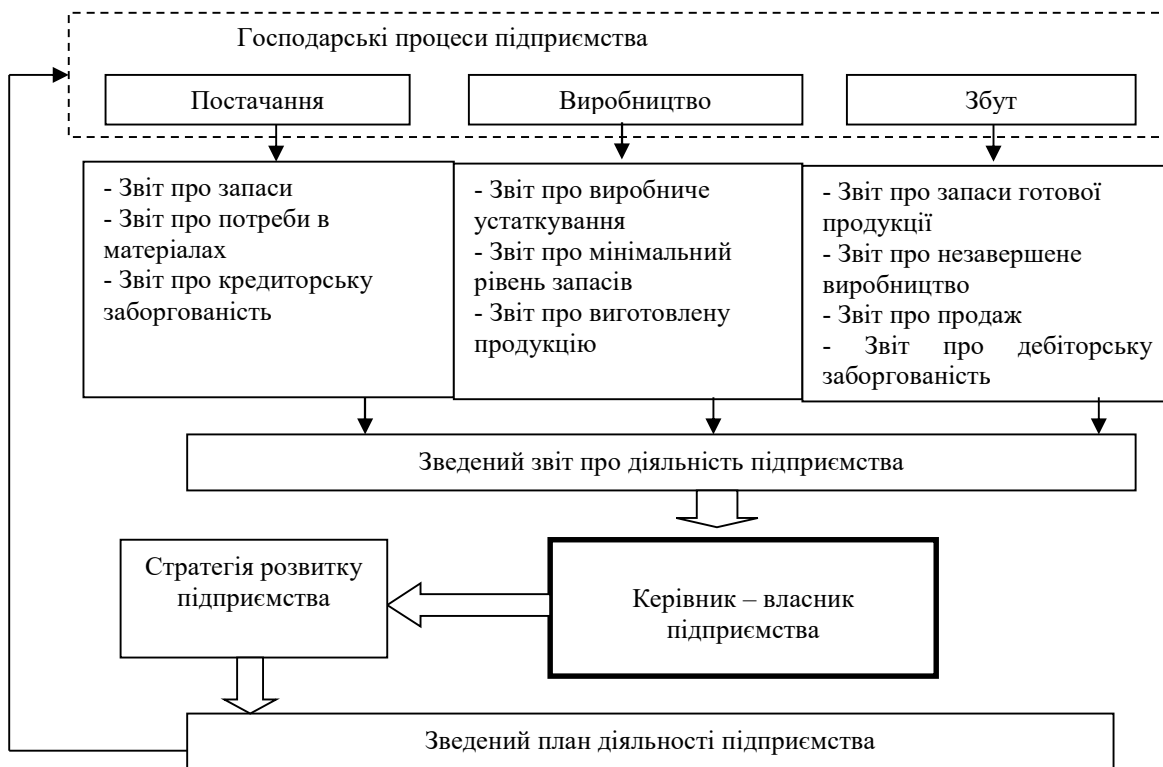 Господарські процеси підприємства
Постачання
Виробництво
Збут
- Звіт про запаси
- Звіт про потреби в
матеріалах
- Звіт про кредиторську
заборгованість
- Звіт про виробниче
устаткування
- Звіт про мінімальний
рівень запасів
- Звіт про виготовлену
продукцію
- Звіт про запаси готової
продукції
- Звіт про незавершене
виробництво
- Звіт про продаж
- Звіт про дебіторську
заборгованість
Зведений звіт про діяльність підприємства
Стратегія розвитку
підприємства
Керівник – власник
підприємства
Зведений план діяльності підприємства